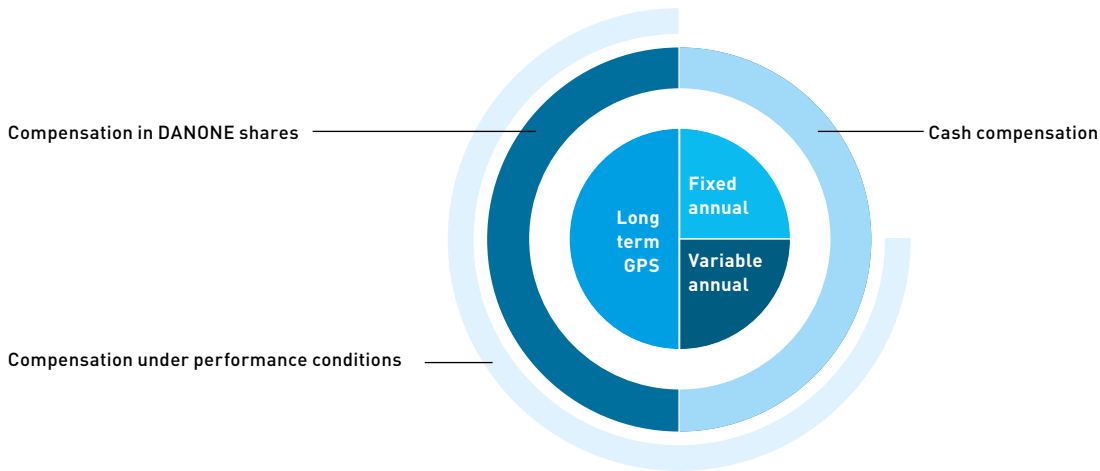 Compensation in DANONE shares
Cash compensation
Fixed
annual
Long
term
GPS
Variable
annual
Compensation under performance conditions